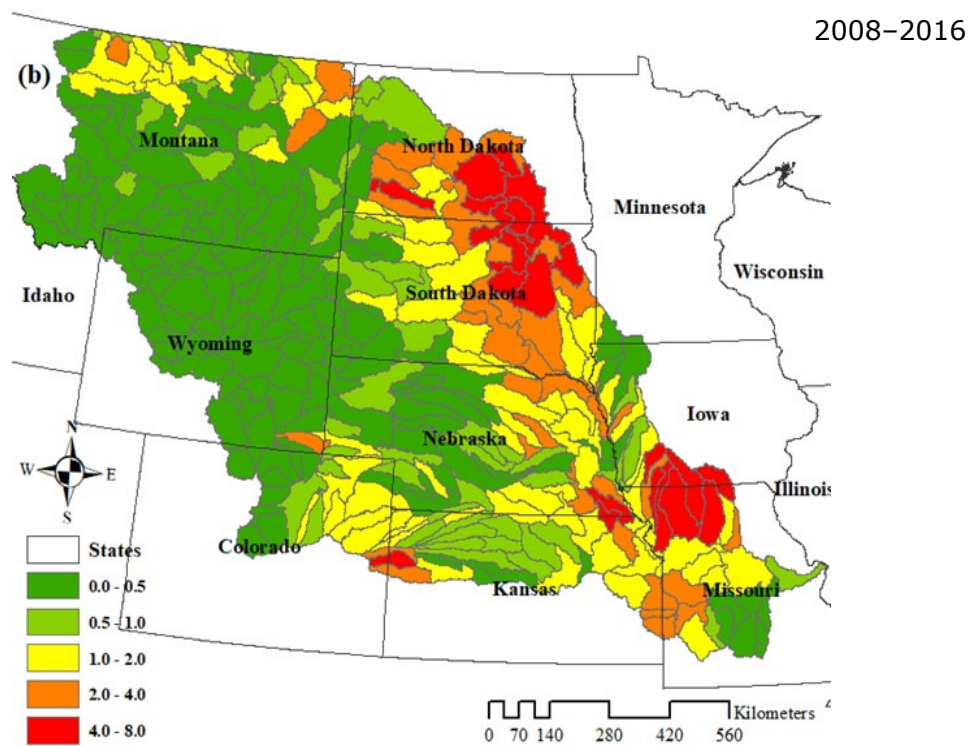 2008–2016
(b)
Montana
North Dakota
Minnesota
Wisconsin
Idaho
South Dakota
Wyoming
Iowa
Nebraska
N
W E
S
Illinois
Colorado
Kansas
Missouri
States
0.0 - 0.5
0.5 - 1.0
1.0 - 2.0
2.0 - 4.0
4.0 - 8.0
Kilometers
0 70 140 280 420 560